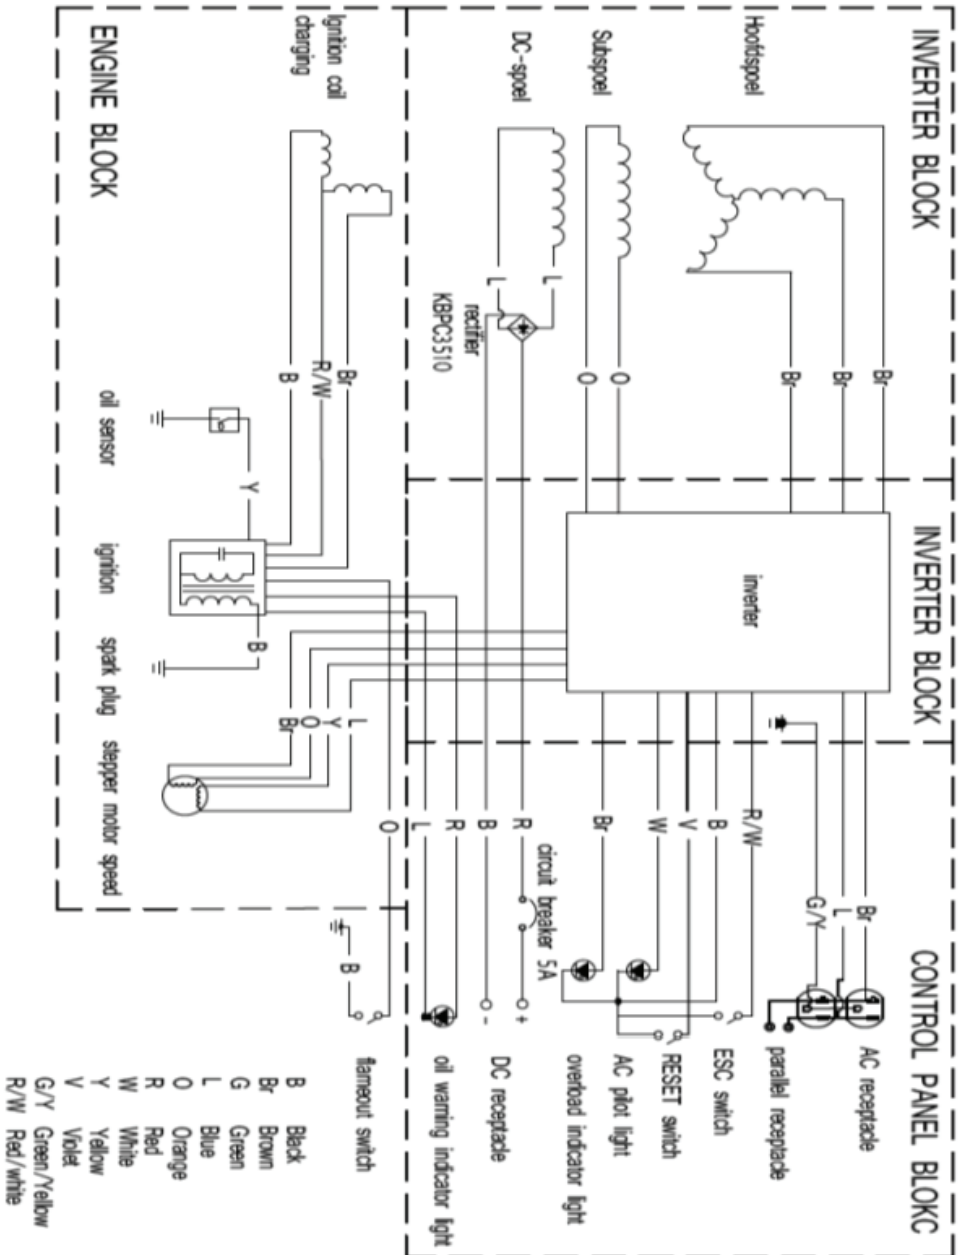 INVERTER BLOCK
INVERTER BLOCK
CONTROL PANEL BLOKC
Hoofdspoel
Subspoel
DC-spoel
Br
Br
Br
O
O
L
L
rectifier
KBPC3510
inverter
Br
L
G/Y
R/W
B
V
W
Br
R
B
R
L
O
circuit breaker 5A
+
-
B
AC receptacle
parallel receptacle
ESC switch
RESET switch
AC pilot light
overload indicator light
DC receptacle
oil warning indicator light
flameout switch
Ignition coil
charging
ENGINE BLOCK
Br
R/W
B
Y
B
L
Y
O
Br
oil sensor
ignition
spark plug
stepper motor speed
B Black
Br Brown
G Green
L Blue
O Orange
R Red
W White
Y Yellow
V Violet
G/Y Green/Yellow
R/W Red/white